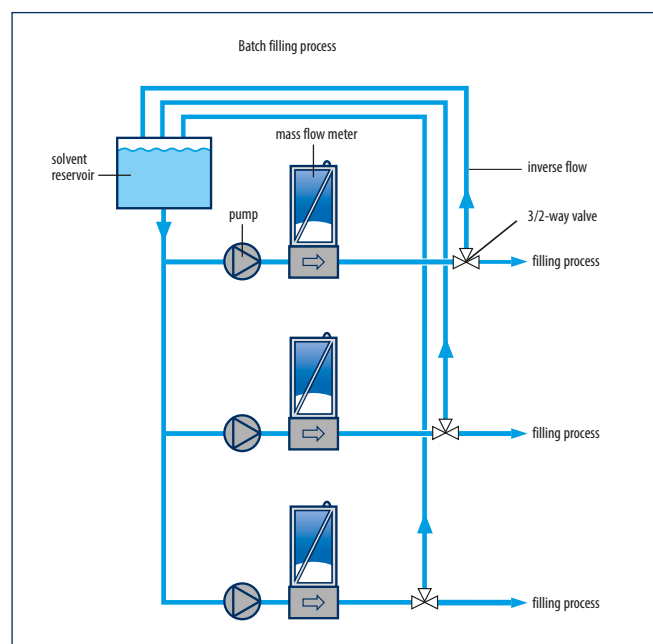 Batch filling process
mass flow meter
solvent
reservoir
inverse flow
pump
3/2-way valve
filling process
filling process
filling process